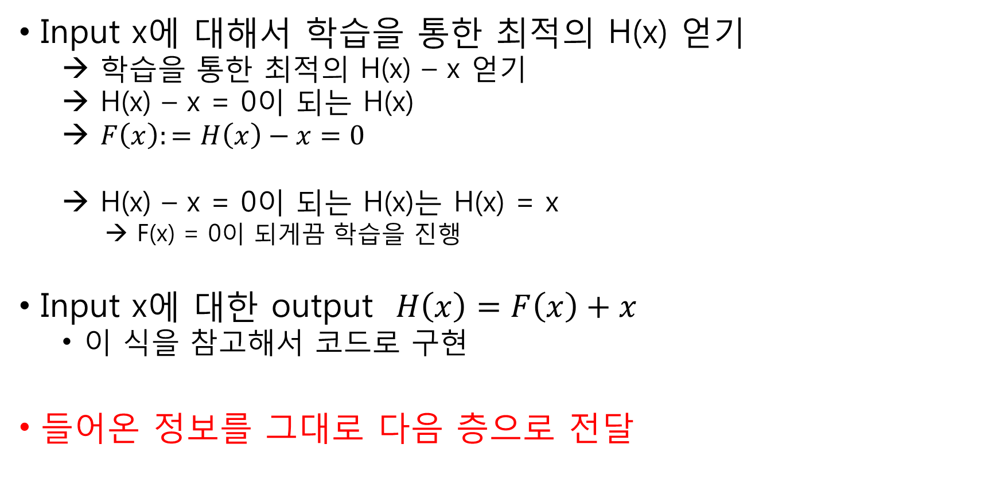 • Input x에 대해서 학습을 통한 최적의 H(x) 얻기
→ 학습을 통한 최적의 H(x) – x 얻기
→ H(x) – x = 0이 되는 H(x)
→ F(x):= H(x) − x = 0
→ H(x) – x = 0이 되는 H(x)는 H(x) = x
→ F(x) = 0이 되게끔 학습을 진행
• Input x에 대한 output H(x) = F(x) + x
• 이 식을 참고해서 코드로 구현
• 들어온 정보를 그대로 다음 층으로 전달